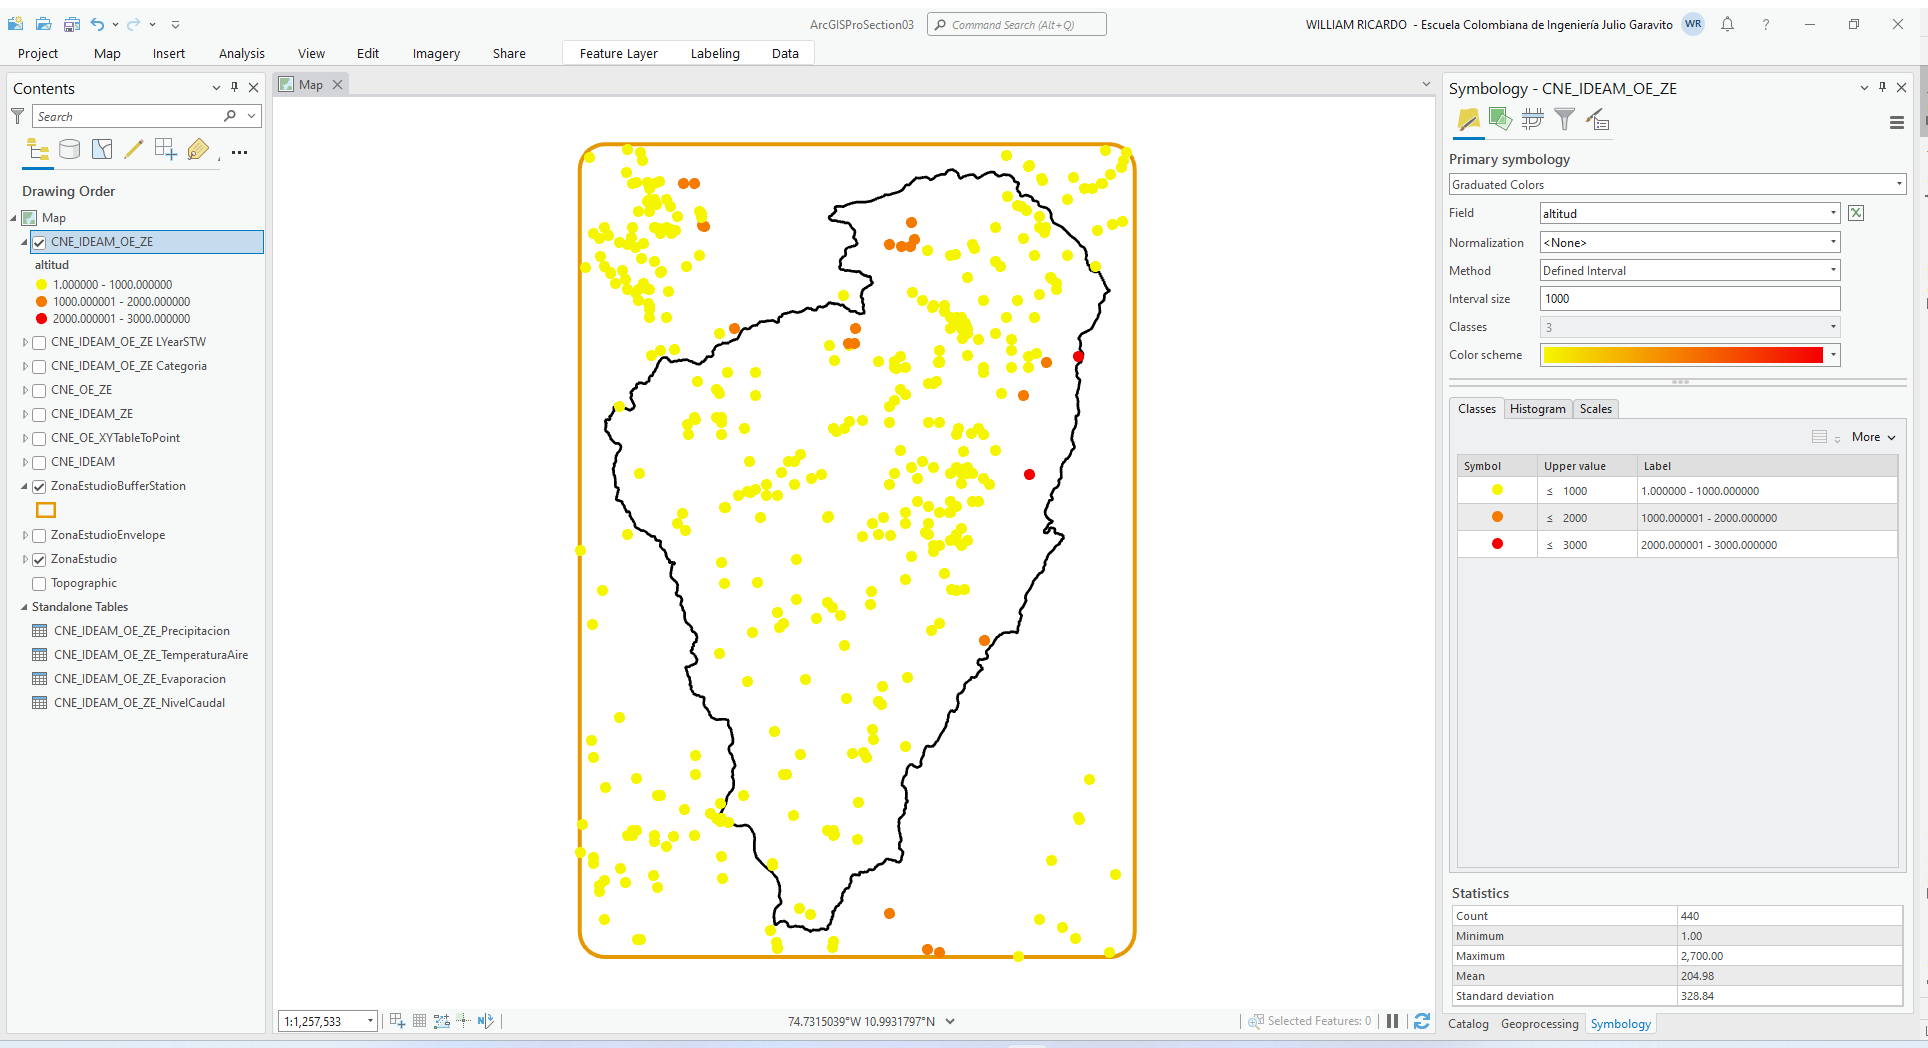 ArcGISProSection03
Command Search (Alt+Q)
WILLIAM RICARDO - Escuela Colombiana de Ingeniería Julio Garavito
WR
?
Project
Map
Insert
Analysis
View
Edit
Imagery
Share
Feature Layer
Labeling
Data
Contents
Search
Drawing Order
Map
CNE_IDEAM_OE_ZE
altitud
1.000000 - 1000.000000
1000.000001 - 2000.000000
2000.000001 - 3000.000000
CNE_IDEAM_OE_ZE LYearSTW
CNE_IDEAM_OE_ZE Categoria
CNE_OE_ZE
CNE_IDEAM_ZE
CNE_OE_XYTableToPoint
CNE_IDEAM
ZonaEstudioBufferStation
ZonaEstudioEnvelope
ZonaEstudio
Topographic
Standalone Tables
CNE_IDEAM_OE_ZE_Precipitacion
CNE_IDEAM_OE_ZE_TemperaturaAire
CNE_IDEAM_OE_ZE_Evaporacion
CNE_IDEAM_OE_ZE_NivelCaudal
Map
1:1,257,533
74.7315039°W 10.9931797°N
Selected Features: 0
Symbology - CNE_IDEAM_OE_ZE
Primary symbology
Graduated Colors
Field altitud
Normalization <None>
Method Defined Interval
Interval size 1000
Classes 3
Color scheme
Classes Histogram Scales
More
Symbol Upper value Label
≤ 1000 1.000000 - 1000.000000
≤ 2000 1000.000001 - 2000.000000
≤ 3000 2000.000001 - 3000.000000
Statistics
Count 440
Minimum 1.00
Maximum 2,700.00
Mean 204.98
Standard deviation 328.84
Catalog Geoprocessing Symbology